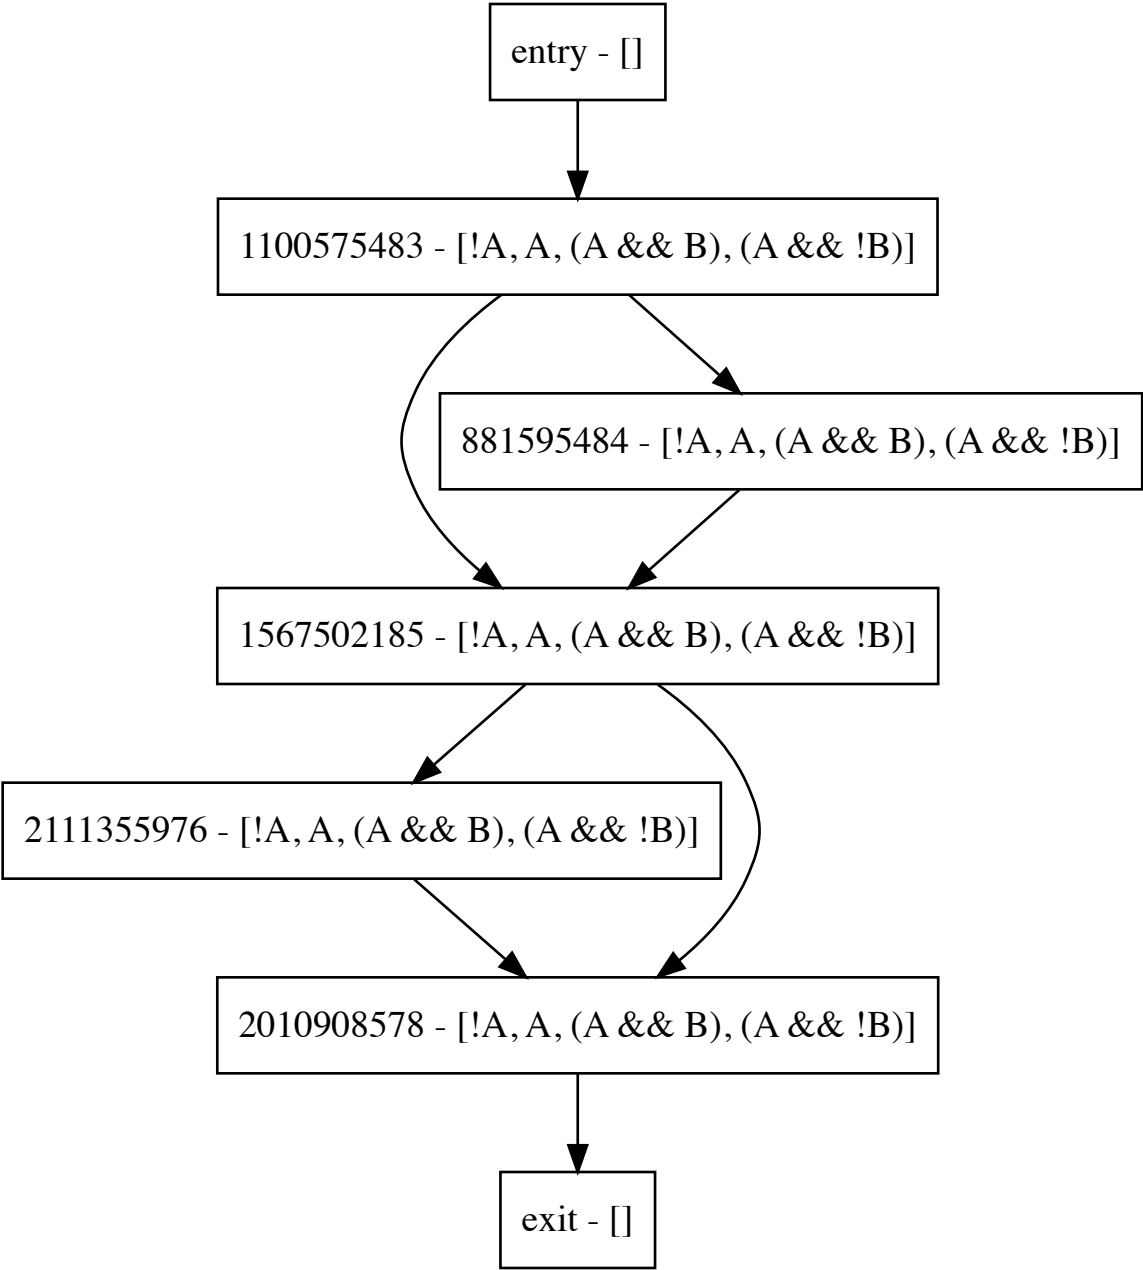 entry - []
1100575483 - [!A, A, (A && B), (A && !B)]
881595484 - [!A, A, (A && B), (A && !B)]
1567502185 - [!A, A, (A && B), (A && !B)]
2111355976 - [!A, A, (A && B), (A && !B)]
2010908578 - [!A, A, (A && B), (A && !B)]
exit - []